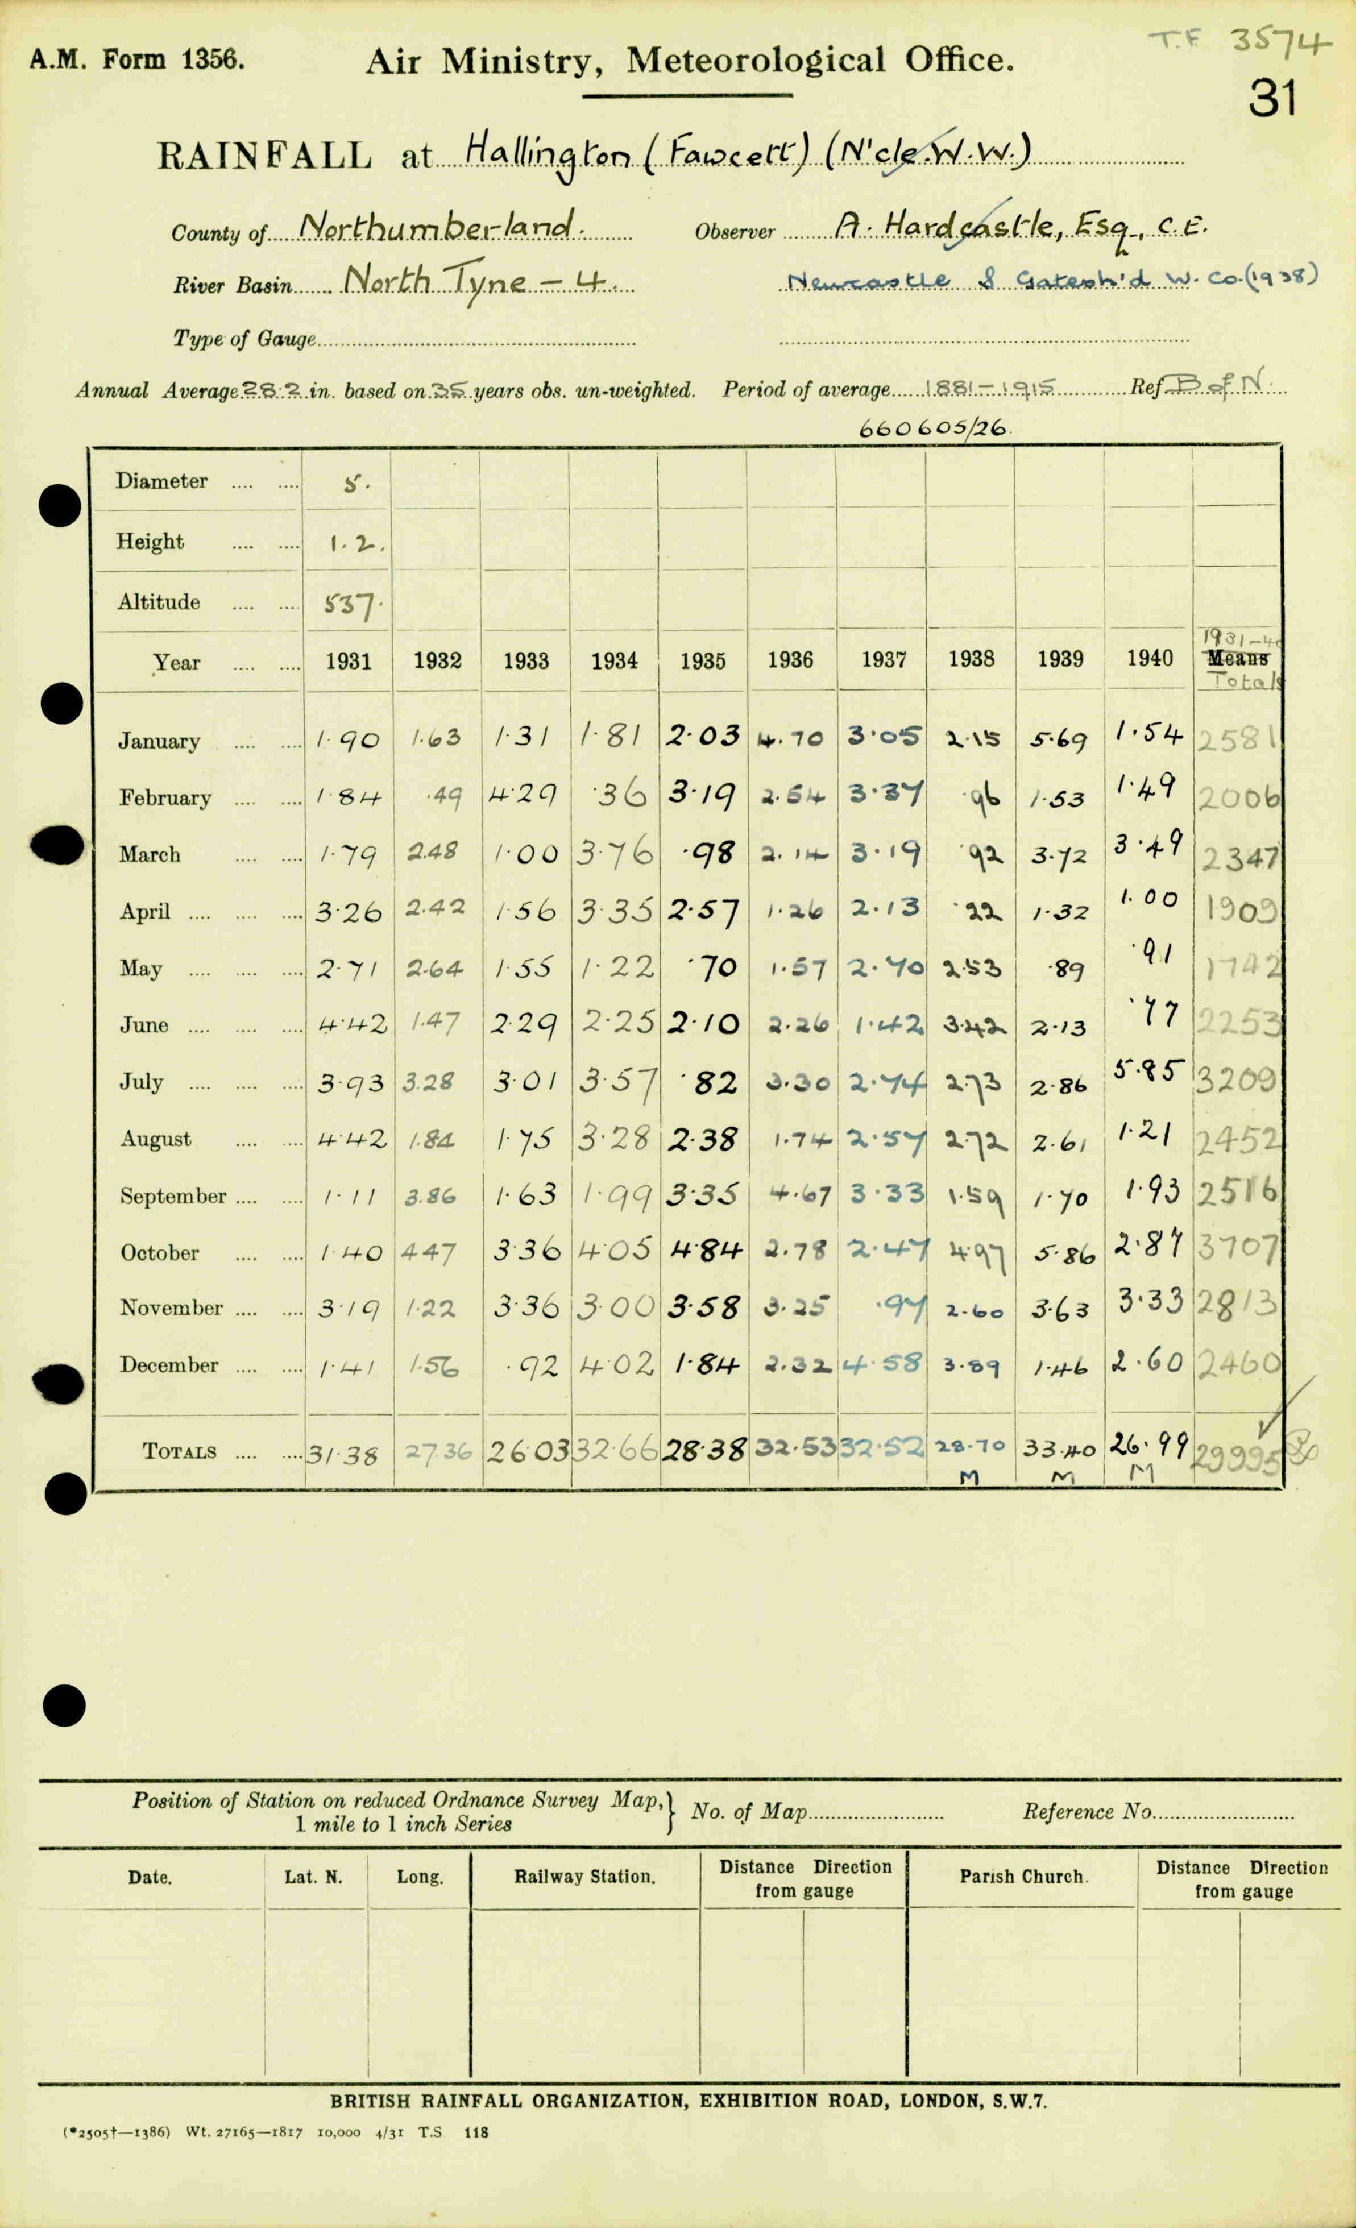 T.F 3574
A.M. Form 1356. Air Ministry, Meteorological Office.
31
RAINFALL at Hallington (Fawcett) (N'cle.W.W.)
County of Northumberland. Observer A. Hardcastle, Esq., C.E.
River Basin North Tyne - 4. Newcastle & Gatesh'd W. Co. (1938)
Type of Gauge
Annual Average 28.2 in. based on 35 years obs. un-weighted. Period of average 1881-1915 Ref B of N.
660605/26.
Diameter 5.
Height 1.2.
Altitude 537.
1931-40
Year 1931 1932 1933 1934 1935 1936 1937 1938 1939 1940 Means
Totals
January 1.90 1.63 1.31 1.81 2.03 4.70 3.05 2.15 5.69 1.54 2581
February 1.84 .49 4.29 .36 3.19 2.54 3.37 .96 1.53 1.49 2006
March 1.79 2.48 1.00 3.76 .98 2.14 3.19 .92 3.72 3.49 2347
April 3.26 2.42 1.56 3.35 2.57 1.26 2.13 .22 1.32 1.00 1909
May 2.71 2.64 1.55 1.22 .70 1.57 2.70 2.53 .89 .91 1742
June 4.42 1.47 2.29 2.25 2.10 2.26 1.42 3.42 2.13 .77 2253
July 3.93 3.28 3.01 3.57 .82 3.30 2.74 2.73 2.86 5.85 3209
August 4.42 1.84 1.75 3.28 2.38 1.74 2.57 2.72 2.61 1.21 2452
September 1.11 3.86 1.63 1.99 3.35 4.67 3.33 1.59 1.70 1.93 2516
October 1.40 4.47 3.36 4.05 4.84 2.78 2.47 4.97 5.86 2.87 3707
November 3.19 1.22 3.36 3.00 3.58 3.25 .97 2.60 3.63 3.33 2813
December 1.41 1.56 .92 4.02 1.84 2.32 4.58 3.89 1.46 2.60 2460
TOTALS 31.38 27.36 26.03 32.66 28.38 32.53 32.52 28.70 33.40 26.99 29995
M M M
Position of Station on reduced Ordnance Survey Map, } No. of Map Reference No.
1 mile to 1 inch Series
Date. Lat. N. Long. Railway Station. Distance Direction from gauge Parish Church. Distance Direction from gauge
BRITISH RAINFALL ORGANIZATION, EXHIBITION ROAD, LONDON, S.W.7.
(*2505†—1386) Wt. 27165—1817 10,000 4/31 T.S. 118